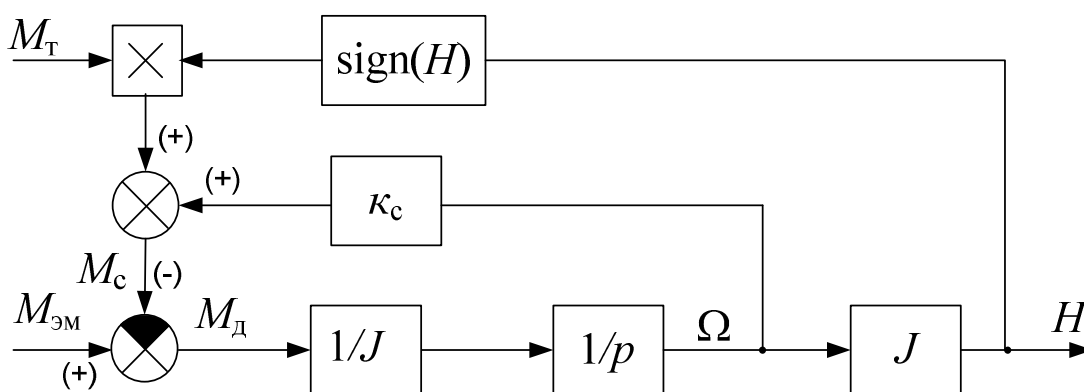 Mт
sign(H)
(+)
(+)
κc
Mc
(-)
Mэм
(+)
Mд
1/J
1/p
Ω
J
H